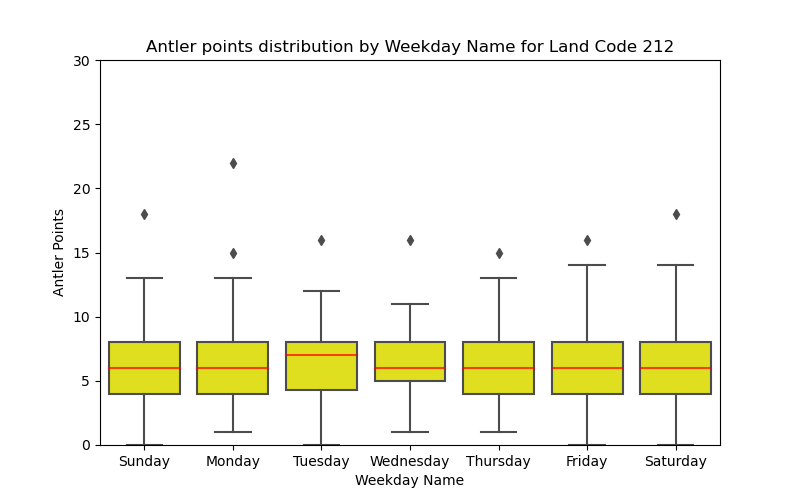 Antler points distribution by Weekday Name for Land Code 212
30
25
20
15
10
5
0
Antler Points
Sunday Monday Tuesday Wednesday Thursday Friday Saturday
Weekday Name